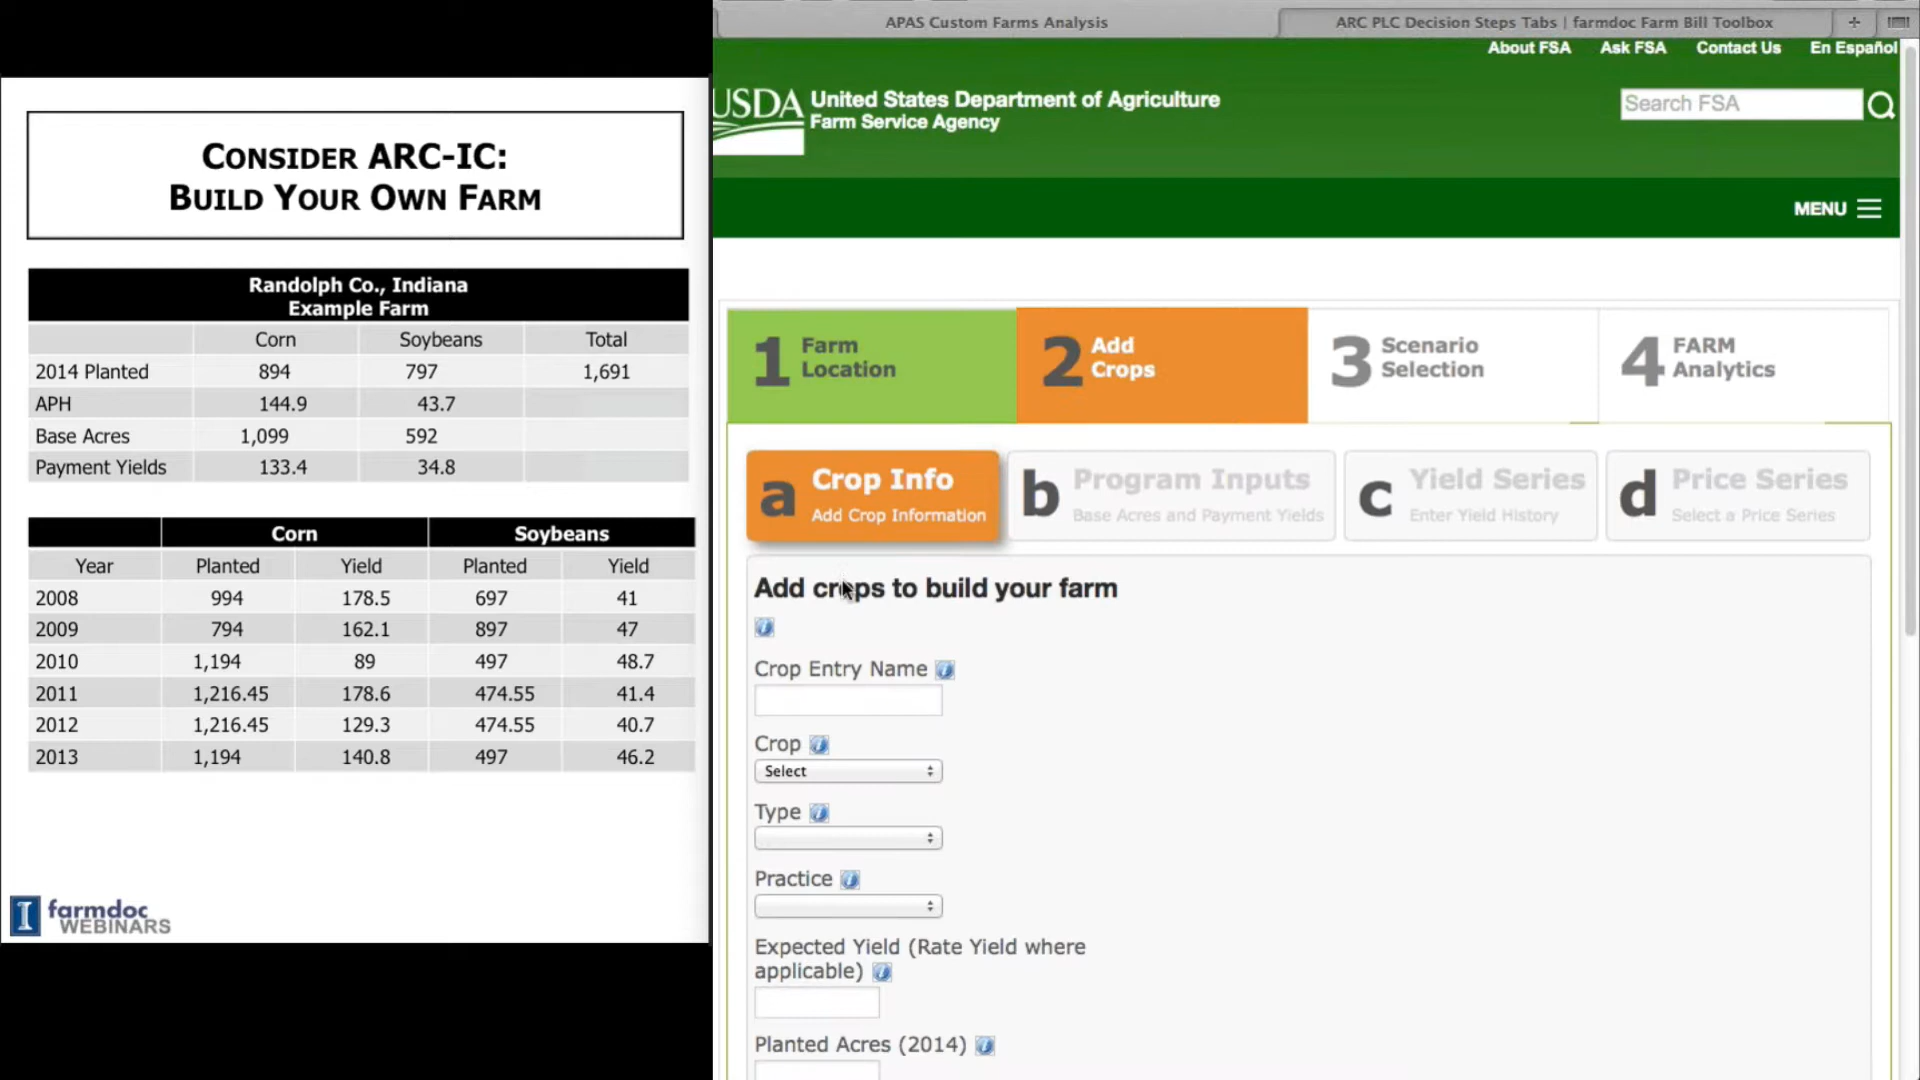 CONSIDER ARC-IC:
BUILD YOUR OWN FARM
Randolph Co., Indiana
Example Farm
Corn Soybeans Total
2014 Planted 894 797 1,691
APH 144.9 43.7
Base Acres 1,099 592
Payment Yields 133.4 34.8
Corn Soybeans
Year Planted Yield Planted Yield
2008 994 178.5 697 41
2009 794 162.1 897 47
2010 1,194 89 497 48.7
2011 1,216.45 178.6 474.55 41.4
2012 1,216.45 129.3 474.55 40.7
2013 1,194 140.8 497 46.2
I farmdoc
WEBINARS
APAS Custom Farms Analysis
ARC PLC Decision Steps Tabs | farmdoc Farm Bill Toolbox
+
About FSA Ask FSA Contact Us En Español
USDA United States Department of Agriculture
Farm Service Agency
Search FSA
MENU
1 Farm
Location
2 Add
Crops
3 Scenario
Selection
4 FARM
Analytics
a Crop Info
Add Crop Information
b Program Inputs
Base Acres and Payment Yields
c Yield Series
Enter Yield History
d Price Series
Select a Price Series
Add crops to build your farm
i
Crop Entry Name i
Crop i
Select
Type i
Practice i
Expected Yield (Rate Yield where
applicable) i
Planted Acres (2014) i